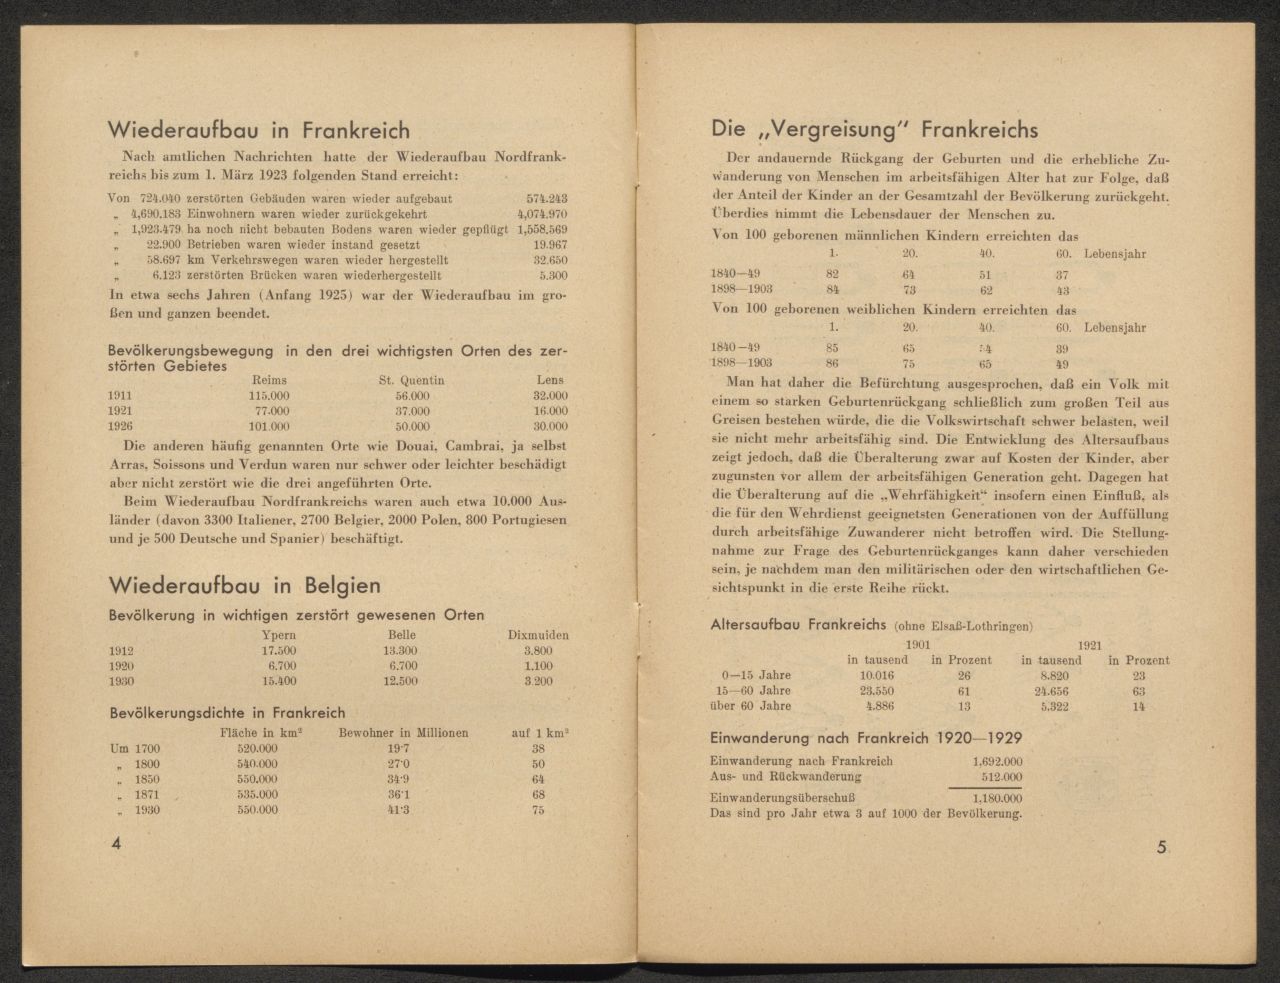 Wiederaufbau in Frankreich
Nach amtlichen Nachrichten hatte der Wiederaufbau Nordfrank-
reichs bis zum 1. März 1923 folgenden Stand erreicht:
Von 724.040 zerstörten Gebäuden waren wieder aufgebaut 574.243
„ 4,690.183 Einwohnern waren wieder zurückgekehrt 4,074.970
„ 1,923.479 ha noch nicht bebauten Bodens waren wieder gepflügt 1,558.569
„ 22.900 Betrieben waren wieder instand gesetzt 19.967
„ 58.697 km Verkehrswegen waren wieder hergestellt 32.650
„ 6.123 zerstörten Brücken waren wiederhergestellt 5.300
In etwa sechs Jahren (Anfang 1925) war der Wiederaufbau im gro-
ßen und ganzen beendet.
Bevölkerungsbewegung in den drei wichtigsten Orten des zer-
störten Gebietes
Reims St. Quentin Lens
1911 115.000 56.000 32.000
1921 77.000 37.000 16.000
1926 101.000 50.000 30.000
Die anderen häufig genannten Orte wie Douai, Cambrai, ja selbst
Arras, Soissons und Verdun waren nur schwer oder leichter beschädigt
aber nicht zerstört wie die drei angeführten Orte.
Beim Wiederaufbau Nordfrankreichs waren auch etwa 10.000 Aus-
länder (davon 3300 Italiener, 2700 Belgier, 2000 Polen, 800 Portugiesen
und je 500 Deutsche und Spanier) beschäftigt.
Wiederaufbau in Belgien
Bevölkerung in wichtigen zerstört gewesenen Orten
Ypern Belle Dixmuiden
1912 17.500 13.300 3.800
1920 6.700 6.700 1.100
1930 15.400 12.500 3.200
Bevölkerungsdichte in Frankreich
Fläche in km² Bewohner in Millionen auf 1 km²
Um 1700 520.000 19·7 38
„ 1800 540.000 27·0 50
„ 1850 550.000 34·9 64
„ 1871 535.000 36·1 68
„ 1930 550.000 41·3 75
4
Die „Vergreisung" Frankreichs
Der andauernde Rückgang der Geburten und die erhebliche Zu-
wanderung von Menschen im arbeitsfähigen Alter hat zur Folge, daß
der Anteil der Kinder an der Gesamtzahl der Bevölkerung zurückgeht.
Überdies nimmt die Lebensdauer der Menschen zu.
Von 100 geborenen männlichen Kindern erreichten das
1. 20. 40. 60. Lebensjahr
1840—49 82 64 51 37
1898—1903 84 73 62 43
Von 100 geborenen weiblichen Kindern erreichten das
1. 20. 40. 60. Lebensjahr
1840—49 85 65 54 39
1898—1903 86 75 65 49
Man hat daher die Befürchtung ausgesprochen, daß ein Volk mit
einem so starken Geburtenrückgang schließlich zum großen Teil aus
Greisen bestehen würde, die die Volkswirtschaft schwer belasten, weil
sie nicht mehr arbeitsfähig sind. Die Entwicklung des Altersaufbaus
zeigt jedoch, daß die Überalterung zwar auf Kosten der Kinder, aber
zugunsten vor allem der arbeitsfähigen Generation geht. Dagegen hat
die Überalterung auf die „Wehrfähigkeit“ insofern einen Einfluß, als
die für den Wehrdienst geeignetsten Generationen von der Auffüllung
durch arbeitsfähige Zuwanderer nicht betroffen wird. Die Stellung-
nahme zur Frage des Geburtenrückganges kann daher verschieden
sein, je nachdem man den militärischen oder den wirtschaftlichen Ge-
sichtspunkt in die erste Reihe rückt.
Altersaufbau Frankreichs (ohne Elsaß-Lothringen)
1901 1921
in tausend in Prozent in tausend in Prozent
0—15 Jahre 10.016 26 8.820 23
15—60 Jahre 23.550 61 24.656 63
über 60 Jahre 4.886 13 5.322 14
Einwanderung nach Frankreich 1920—1929
Einwanderung nach Frankreich 1,692.000
Aus- und Rückwanderung 512.000
Einwanderungsüberschuß 1,180.000
Das sind pro Jahr etwa 3 auf 1000 der Bevölkerung.
5